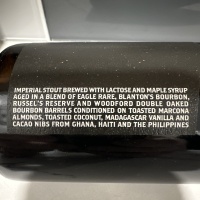 IMPERIAL STOUT BREWED WITH LACTOSE AND MAPLE SYRUP
AGED IN A BLEND OF EAGLE RARE, BLANTON'S BOURBON,
RUSSEL'S RESERVE AND WOODFORD DOUBLE OAKED
BOURBON BARRELS CONDITIONED ON TOASTED MARCONA
ALMONDS, TOASTED COCONUT, MADAGASCAR VANILLA AND
CACAO NIBS FROM GHANA, HAITI AND THE PHILIPPINES